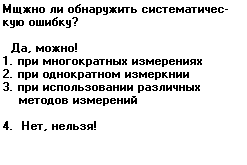 Мщжно ли обнаружить систематичес-
кую ошибку?
Да, можно!
1. при многократных измерениях
2. при однократном измеркнии
3. при использовании различных
методов измерений
4. Нет, нельзя!